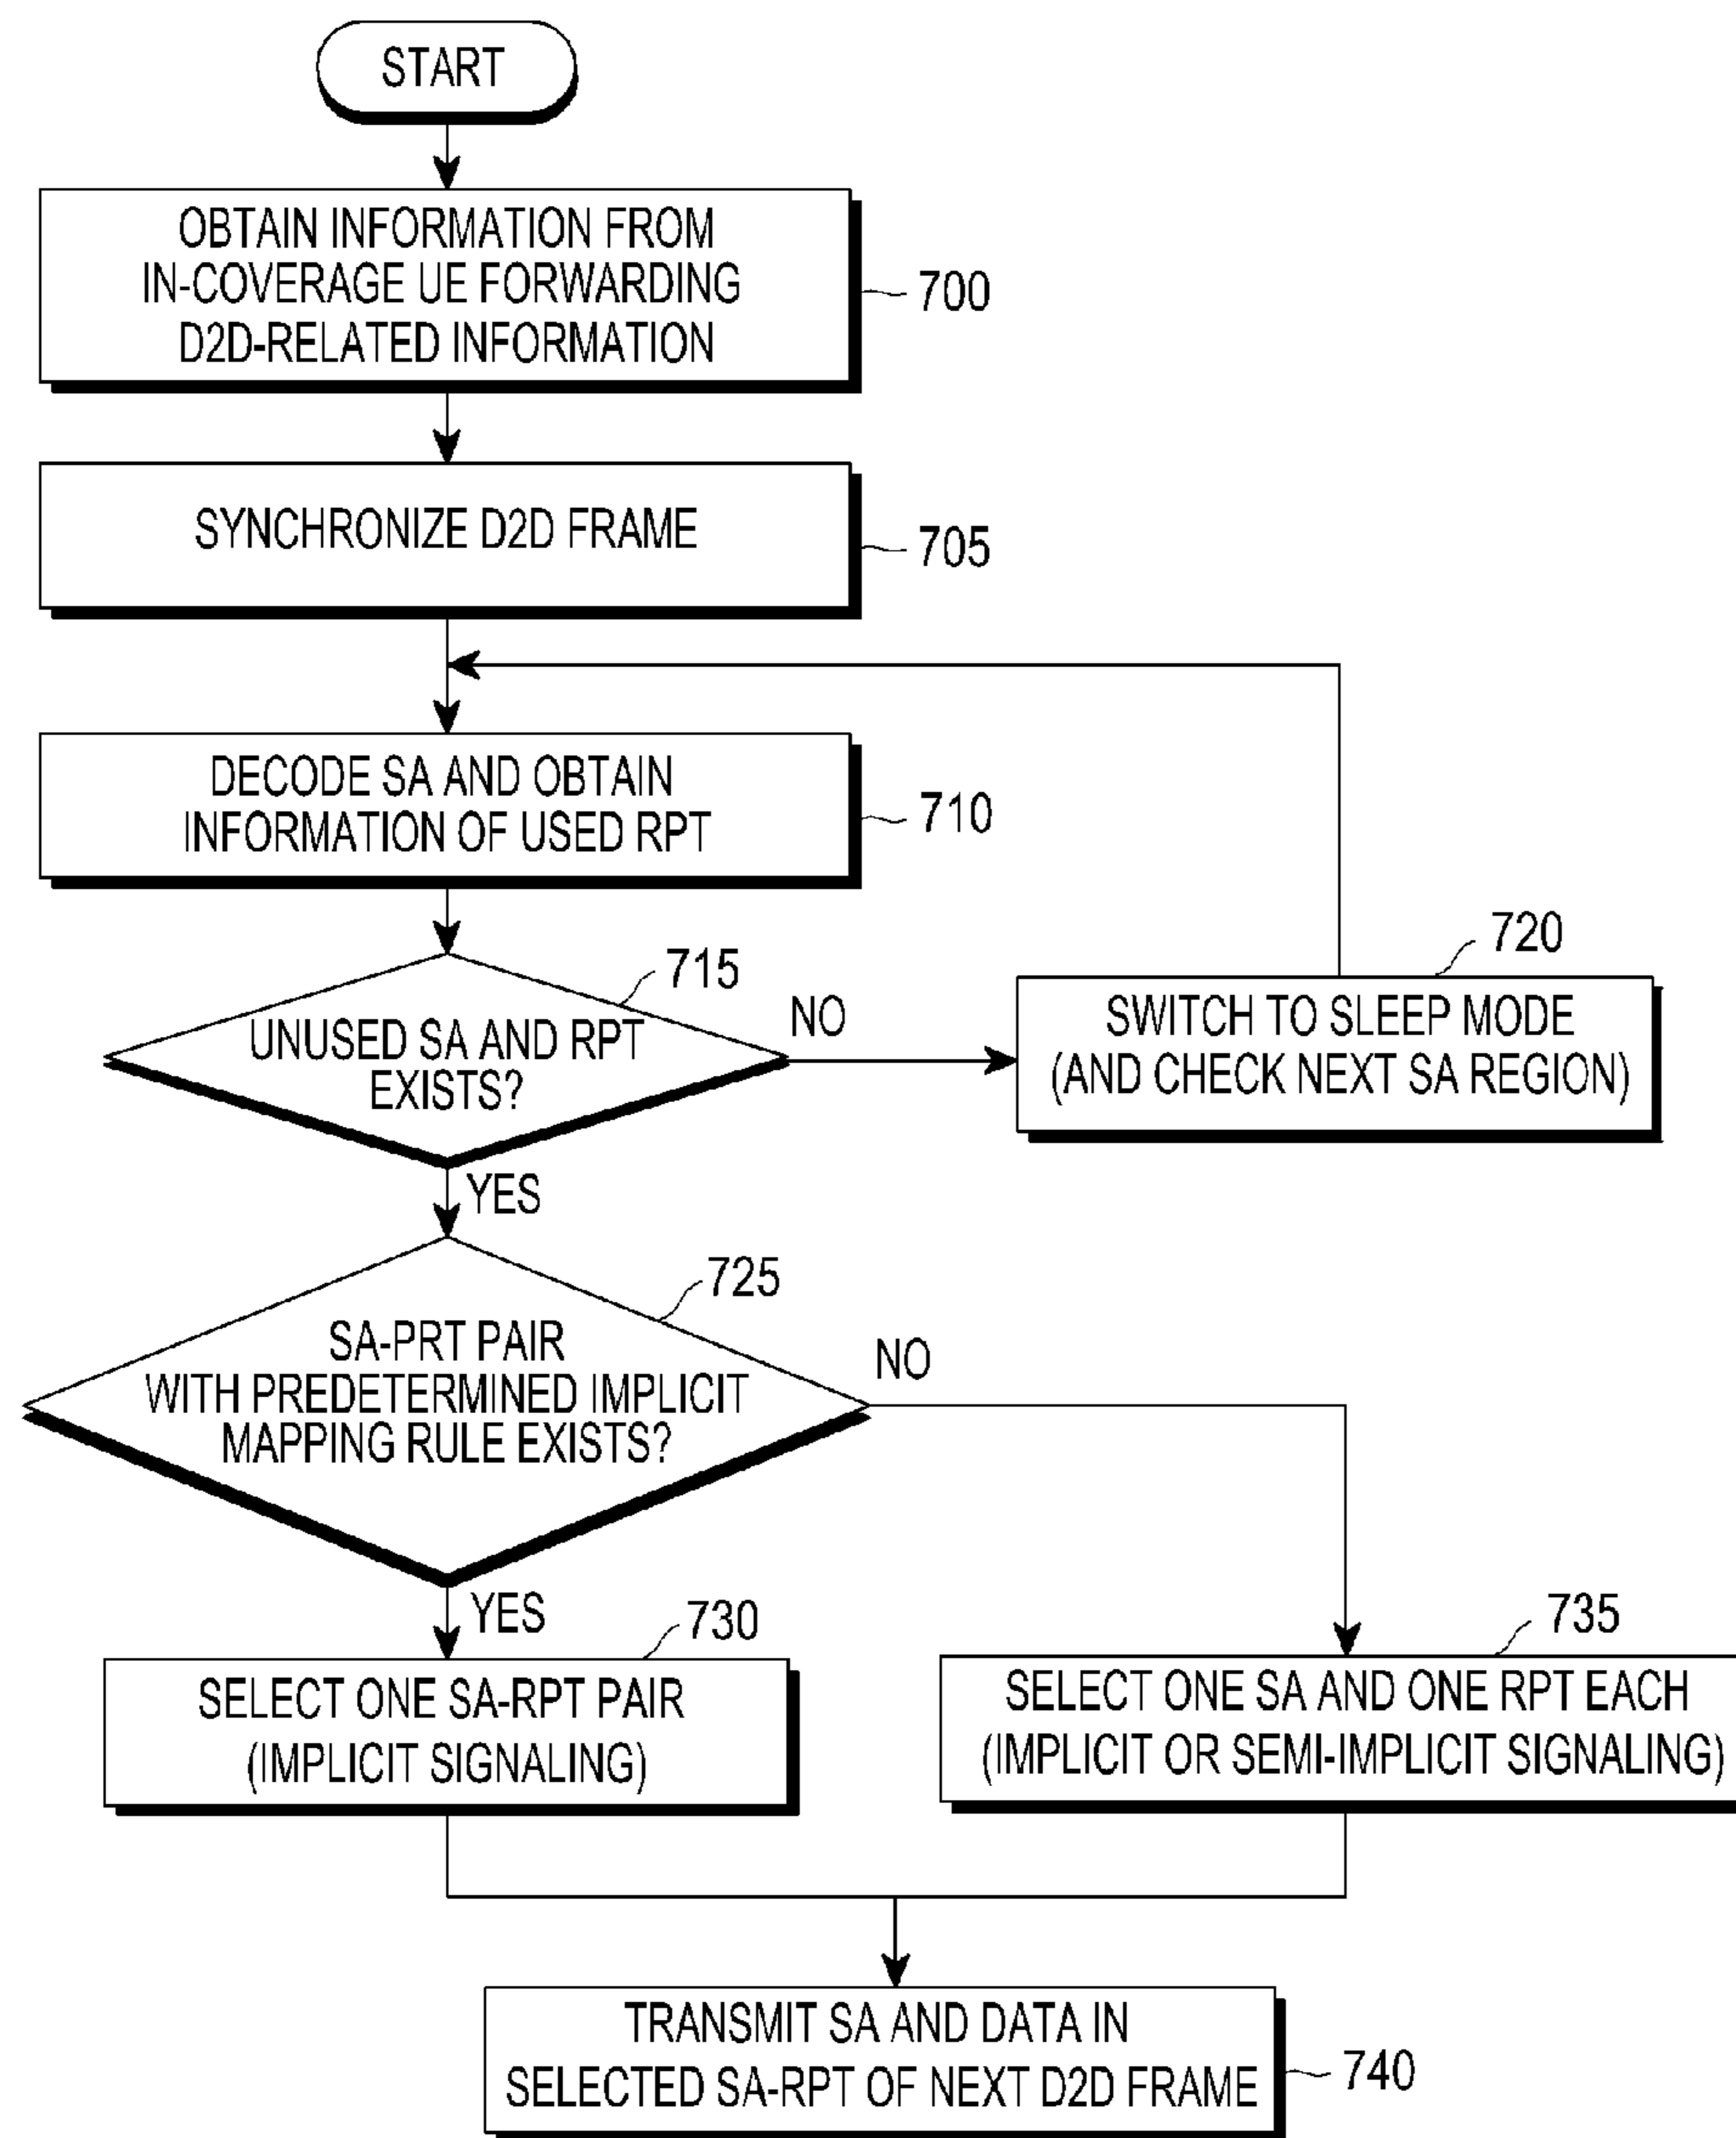 START
OBTAIN INFORMATION FROM
IN-COVERAGE UE FORWARDING
D2D-RELATED INFORMATION
700
SYNCHRONIZE D2D FRAME
705
DECODE SA AND OBTAIN
INFORMATION OF USED RPT
710
715
UNUSED SA AND RPT
EXISTS?
NO
720
SWITCH TO SLEEP MODE
(AND CHECK NEXT SA REGION)
YES
725
SA-PRT PAIR
WITH PREDETERMINED IMPLICIT
MAPPING RULE EXISTS?
NO
YES
730
SELECT ONE SA-RPT PAIR
(IMPLICIT SIGNALING)
735
SELECT ONE SA AND ONE RPT EACH
(IMPLICIT OR SEMI-IMPLICIT SIGNALING)
TRANSMIT SA AND DATA IN
SELECTED SA-RPT OF NEXT D2D FRAME
740